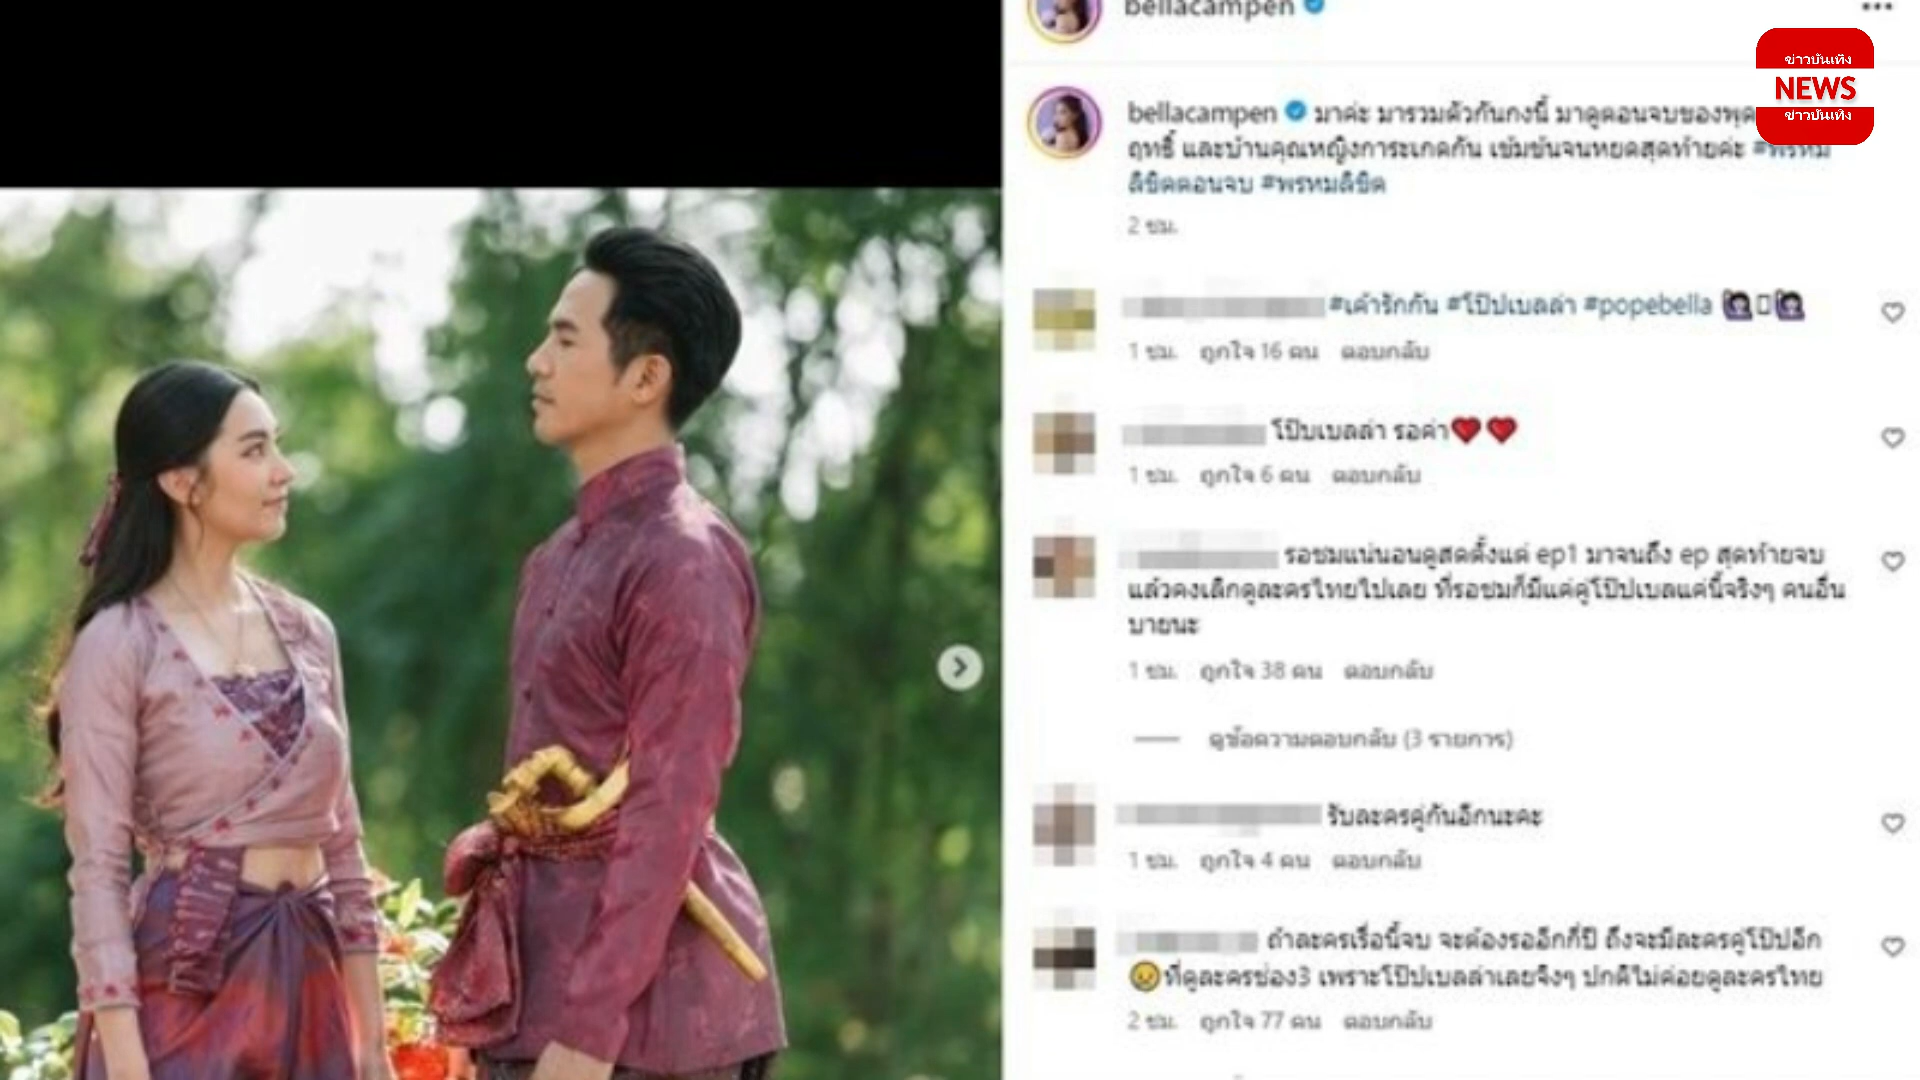 bellacampen
ข่าวบันเทิง
NEWS
ข่าวบันเทิง
bellacampen มาค่ะ มารวมตัวกันกงนี้ มาดูตอนจบของพุด
ฤทธิ์ และบ้านคุณหญิงการะเกดกัน เข้มข้นจนหยดสุดท้ายค่ะ #พรหม
ลิขิตตอนจบ #พรหมลิขิต
2 ชม.
#เค้ารักกัน #โป๊ปเบลล่า #popebella
1 ชม. ถูกใจ 16 คน ตอบกลับ
โป๊บเบลล่า รอค่า❤️❤️
1 ชม. ถูกใจ 6 คน ตอบกลับ
รอชมแน่นอนดูสดตั้งแต่ ep1 มาจนถึง ep สุดท้ายจบ
แล้วคงเลิกดูละครไทยไปเลย ที่รอชมก็มีแค่คู่โป๊ปเบลแค่นี้จริงๆ คนอื่น
บายนะ
1 ชม. ถูกใจ 38 คน ตอบกลับ
ดูข้อความตอบกลับ (3 รายการ)
รับละครคู่กันอีกนะคะ
1 ชม. ถูกใจ 4 คน ตอบกลับ
ถ้าละครเรื่องนี้จบ จะต้องรออีกกี่ปี ถึงจะมีละครคู่โป๊ปอีก
😢ที่ดูละครช่อง3 เพราะโป๊ปเบลล่าเลยจิงๆ ปกติไม่ค่อยดูละครไทย
2 ชม. ถูกใจ 77 คน ตอบกลับ